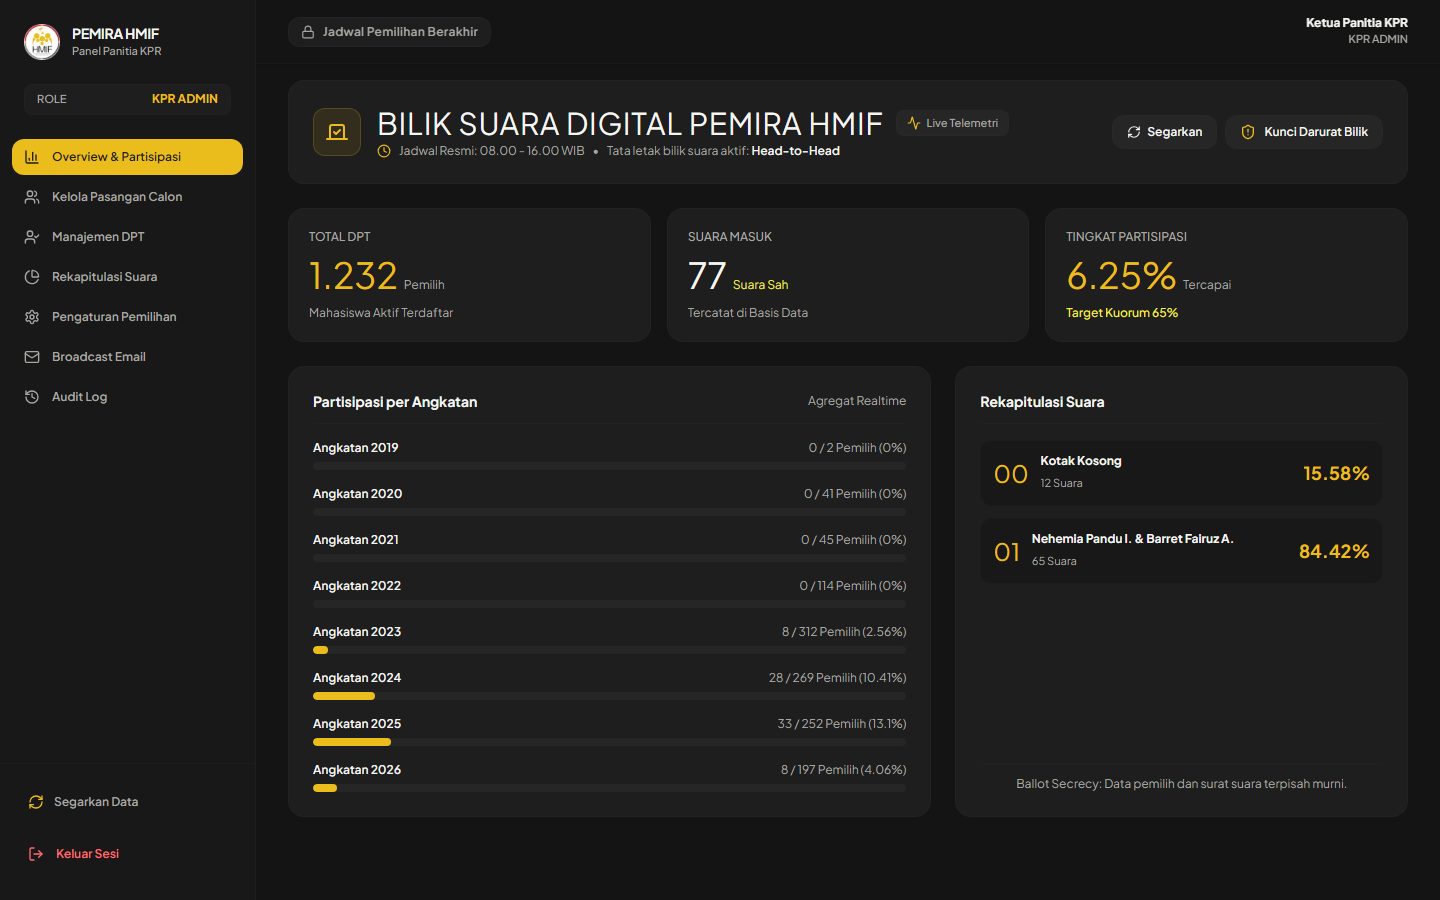 HMIF
PEMIRA HMIF
Panel Panitia KPR
ROLE KPR ADMIN
Overview & Partisipasi
Kelola Pasangan Calon
Manajemen DPT
Rekapitulasi Suara
Pengaturan Pemilihan
Broadcast Email
Audit Log
Segarkan Data
Keluar Sesi
Jadwal Pemilihan Berakhir
Ketua Panitia KPR
KPR ADMIN
BILIK SUARA DIGITAL PEMIRA HMIF
Live Telemetri
Jadwal Resmi: 08.00 - 16.00 WIB • Tata letak bilik suara aktif: Head-to-Head
Segarkan
Kunci Darurat Bilik
TOTAL DPT
1.232 Pemilih
Mahasiswa Aktif Terdaftar
SUARA MASUK
77 Suara Sah
Tercatat di Basis Data
TINGKAT PARTISIPASI
6.25% Tercapai
Target Kuorum 65%
Partisipasi per Angkatan Agregat Realtime
Angkatan 2019 0 / 2 Pemilih (0%)
Angkatan 2020 0 / 41 Pemilih (0%)
Angkatan 2021 0 / 45 Pemilih (0%)
Angkatan 2022 0 / 114 Pemilih (0%)
Angkatan 2023 8 / 312 Pemilih (2.56%)
Angkatan 2024 28 / 269 Pemilih (10.41%)
Angkatan 2025 33 / 252 Pemilih (13.1%)
Angkatan 2026 8 / 197 Pemilih (4.06%)
Rekapitulasi Suara
00 Kotak Kosong 15.58%
12 Suara
01 Nehemia Pandu I. & Barret Fairuz A. 84.42%
65 Suara
Ballot Secrecy: Data pemilih dan surat suara terpisah murni.